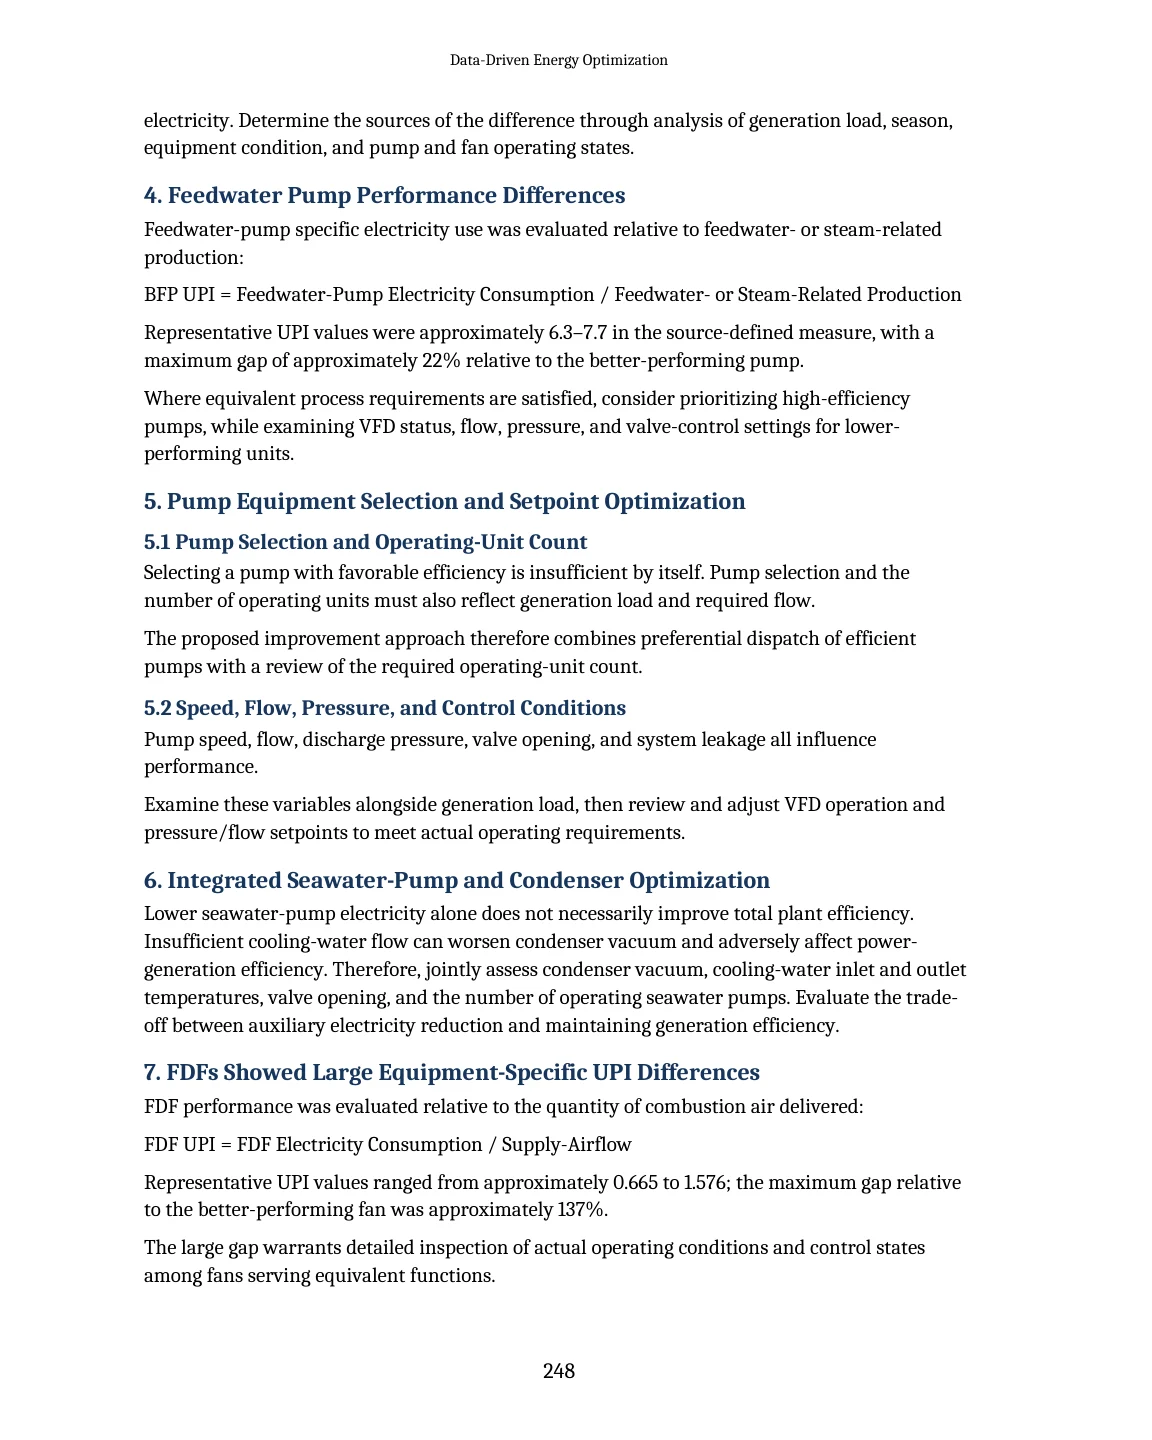 Data-Driven Energy Optimization
electricity. Determine the sources of the difference through analysis of generation load, season,
equipment condition, and pump and fan operating states.
4. Feedwater Pump Performance Differences
Feedwater-pump specific electricity use was evaluated relative to feedwater- or steam-related
production:
BFP UPI = Feedwater-Pump Electricity Consumption / Feedwater- or Steam-Related Production
Representative UPI values were approximately 6.3–7.7 in the source-defined measure, with a
maximum gap of approximately 22% relative to the better-performing pump.
Where equivalent process requirements are satisfied, consider prioritizing high-efficiency
pumps, while examining VFD status, flow, pressure, and valve-control settings for lower-
performing units.
5. Pump Equipment Selection and Setpoint Optimization
5.1 Pump Selection and Operating-Unit Count
Selecting a pump with favorable efficiency is insufficient by itself. Pump selection and the
number of operating units must also reflect generation load and required flow.
The proposed improvement approach therefore combines preferential dispatch of efficient
pumps with a review of the required operating-unit count.
5.2 Speed, Flow, Pressure, and Control Conditions
Pump speed, flow, discharge pressure, valve opening, and system leakage all influence
performance.
Examine these variables alongside generation load, then review and adjust VFD operation and
pressure/flow setpoints to meet actual operating requirements.
6. Integrated Seawater-Pump and Condenser Optimization
Lower seawater-pump electricity alone does not necessarily improve total plant efficiency.
Insufficient cooling-water flow can worsen condenser vacuum and adversely affect power-
generation efficiency. Therefore, jointly assess condenser vacuum, cooling-water inlet and outlet
temperatures, valve opening, and the number of operating seawater pumps. Evaluate the trade-
off between auxiliary electricity reduction and maintaining generation efficiency.
7. FDFs Showed Large Equipment-Specific UPI Differences
FDF performance was evaluated relative to the quantity of combustion air delivered:
FDF UPI = FDF Electricity Consumption / Supply-Airflow
Representative UPI values ranged from approximately 0.665 to 1.576; the maximum gap relative
to the better-performing fan was approximately 137%.
The large gap warrants detailed inspection of actual operating conditions and control states
among fans serving equivalent functions.
248